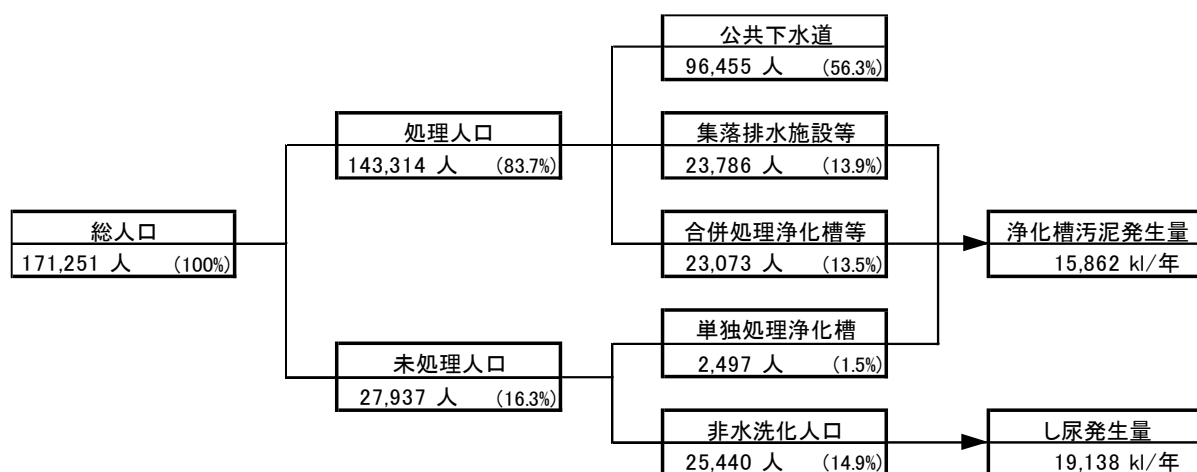 公共下水道
96,455 人 (56.3%)
処理人口
143,314 人 (83.7%)
集落排水施設等
23,786 人 (13.9%)
総人口
171,251 人 (100%)
合併処理浄化槽等
23,073 人 (13.5%)
浄化槽汚泥発生量
15,862 kl/年
単独処理浄化槽
2,497 人 (1.5%)
未処理人口
27,937 人 (16.3%)
非水洗化人口
25,440 人 (14.9%)
し尿発生量
19,138 kl/年